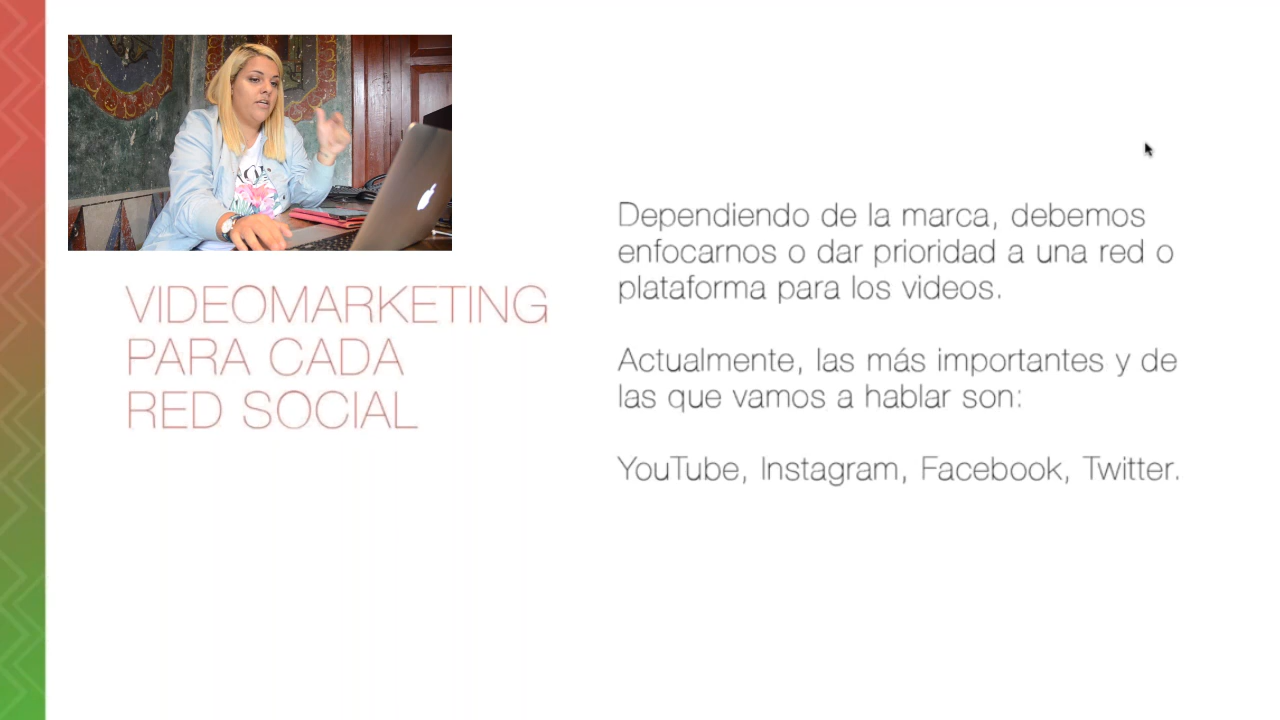 VIDEOMARKETING
PARA CADA
RED SOCIAL
Dependiendo de la marca, debemos
enfocarnos o dar prioridad a una red o
plataforma para los videos.
Actualmente, las más importantes y de
las que vamos a hablar son:
YouTube, Instagram, Facebook, Twitter.